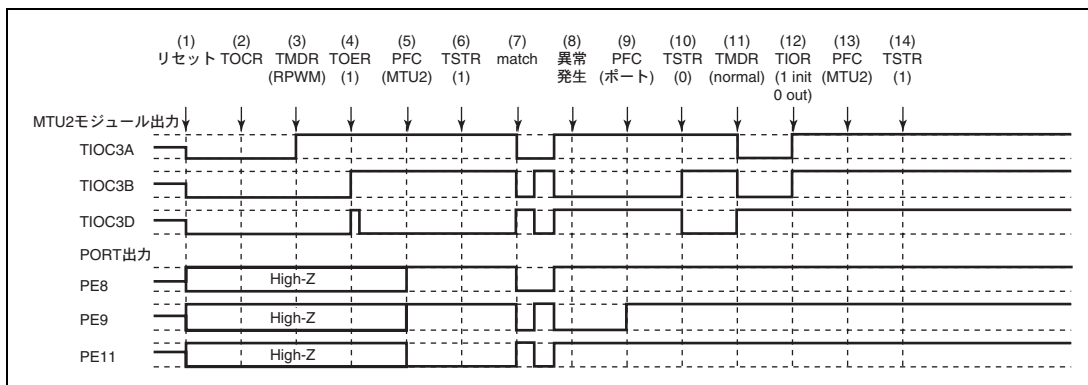 (1) (2) (3) (4) (5) (6) (7) (8) (9) (10) (11) (12) (13) (14)
リセット TOCR TMDR TOER PFC TSTR match 異常 PFC TSTR TMDR TIOR PFC TSTR
(RPWM) (1) (MTU2) (1) 発生 (ポート) (0) (normal) (1 init (MTU2) (1)
0 out)
MTU2モジュール出力
TIOC3A
TIOC3B
TIOC3D
PORT出力
PE8 High-Z
PE9 High-Z
PE11 High-Z